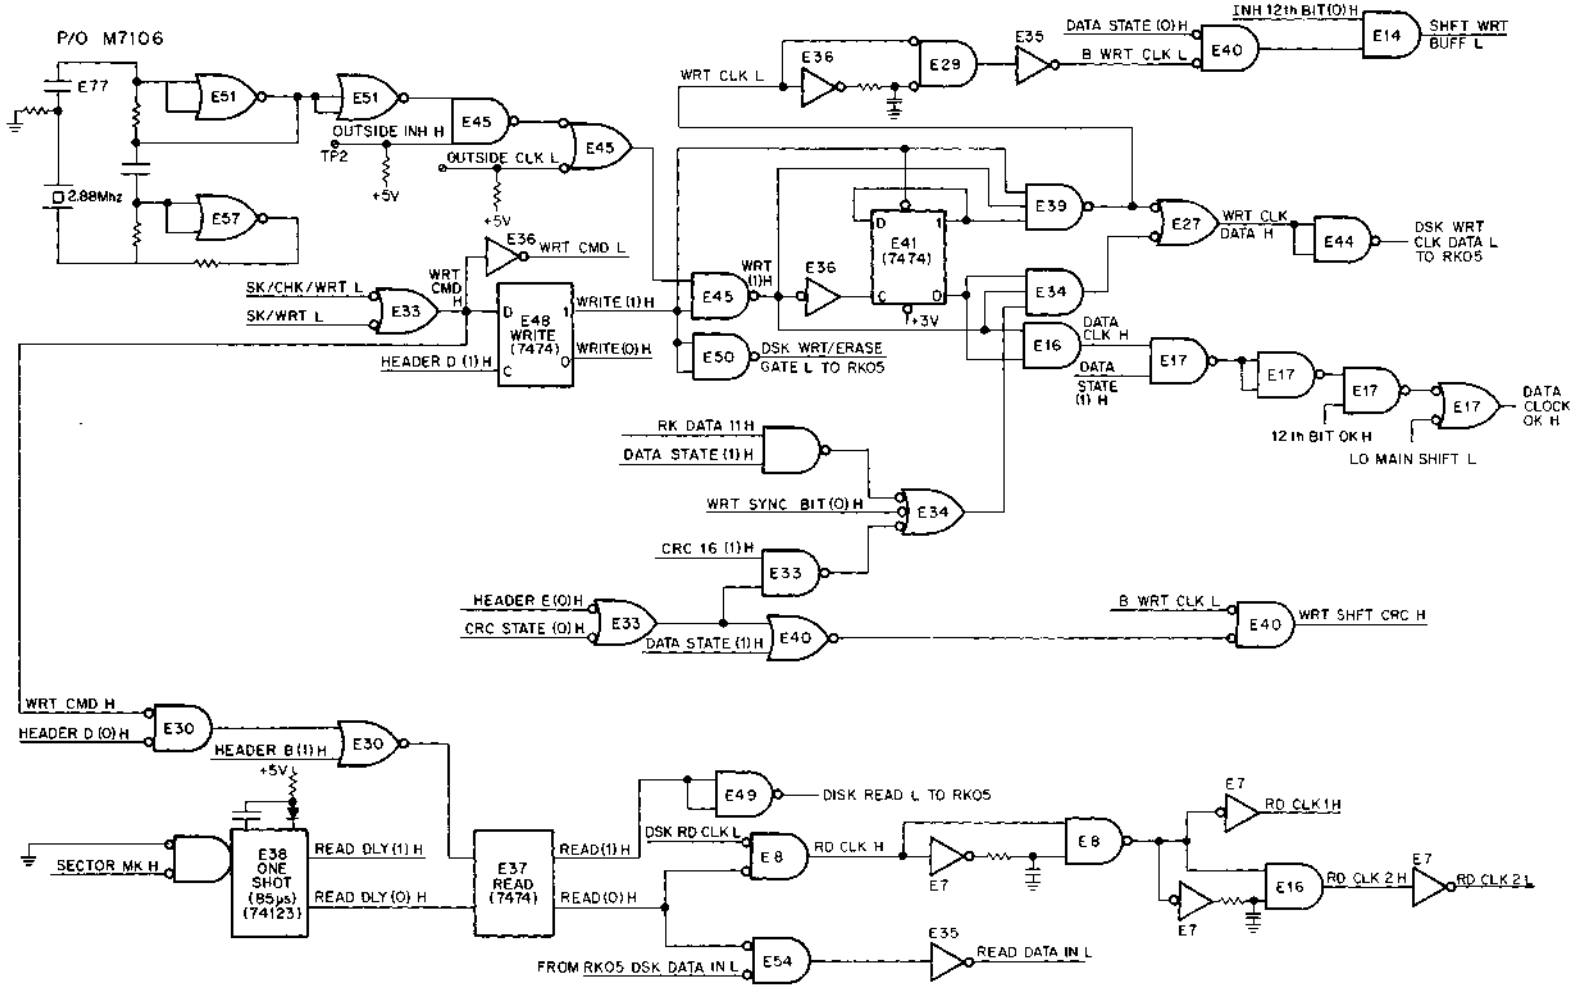 P/O M7106
E77
2.88Mhz
E51
E51
E57
E45
OUTSIDE INH H
TP2
+5V
OUTSIDE CLK L
+5V
E45
WRT CLK L
E36
E29
E35
DATA STATE (0) H
B WRT CLK L
E40
INH 12th BIT(0) H
E14
SHFT WRT
BUFF L
SK/CHK/WRT L
SK/WRT L
E33
WRT
CMD
H
E36
WRT CMD L
HEADER D (1) H
D
1
E48
WRITE
(7474)
0
C
WRITE (1) H
WRITE(0) H
E45
WRT
(1)H
E36
E50
DSK WRT/ERASE
GATE L TO RK05
D
1
E41
(7474)
C
0
+3V
E39
E34
E27
WRT CLK
DATA H
E44
DSK WRT
CLK DATA L
TO RK05
E16
DATA
CLK H
DATA
STATE
(1) H
E17
E17
E17
12th BIT OK H
E17
LO MAIN SHIFT L
DATA
CLOCK
OK H
RK DATA 11 H
DATA STATE (1) H
WRT SYNC BIT (0) H
E34
CRC 16 (1) H
E33
HEADER E(0) H
CRC STATE (0) H
E33
DATA STATE(1) H
E40
B WRT CLK L
E40
WRT SHFT CRC H
WRT CMD H
HEADER D (0) H
E30
HEADER B(1) H
E30
+5V
SECTOR MK H
E38
ONE
SHOT
(85µs)
(74123)
READ DLY (1) H
READ DLY (0) H
E37
READ
(7474)
READ(1) H
READ(0) H
E49
DISK READ L TO RK05
DSK RD CLK L
E8
RD CLK H
E7
E8
E7
RD CLK 1H
E7
E16
RD CLK 2 H
E7
RD CLK 2 L
FROM RK05 DSK DATA IN L
E54
E35
READ DATA IN L